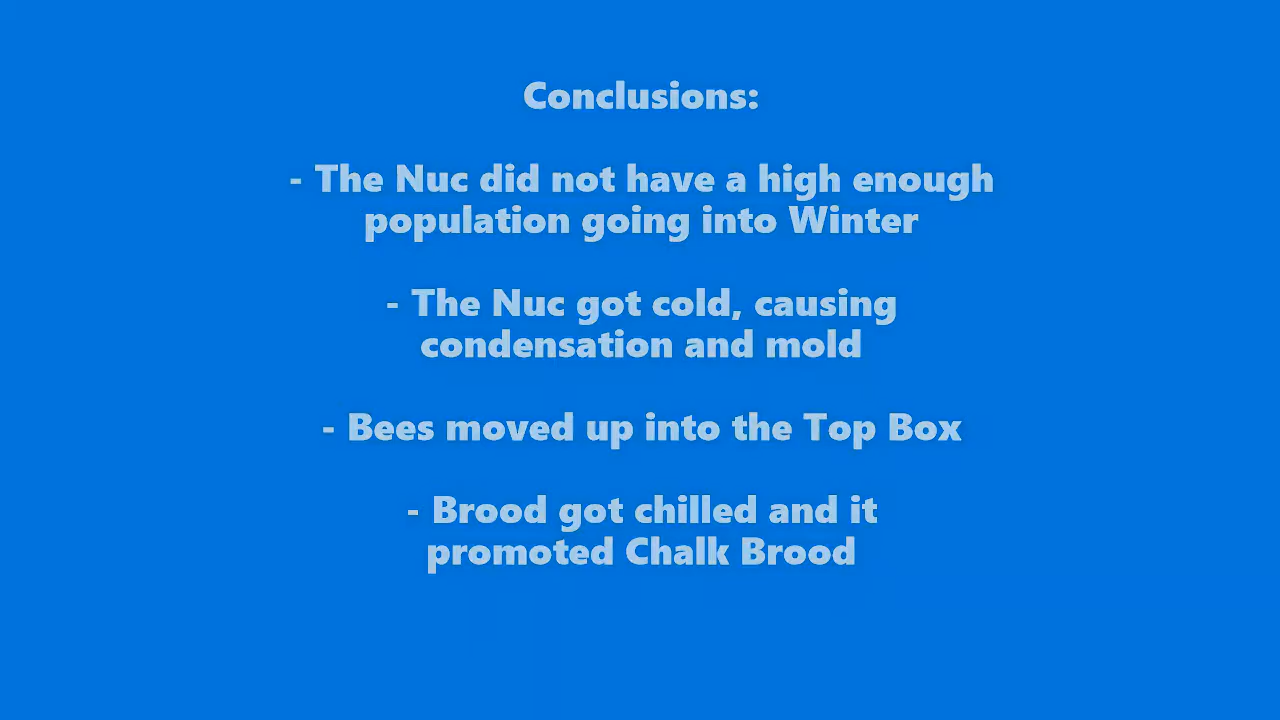 Conclusions:
- The Nuc did not have a high enough
population going into Winter
- The Nuc got cold, causing
condensation and mold
- Bees moved up into the Top Box
- Brood got chilled and it
promoted Chalk Brood